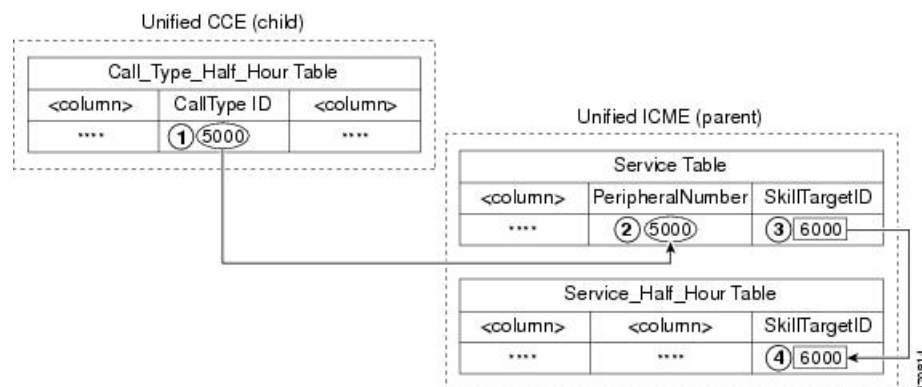 Unified CCE (child)
Call_Type_Half_Hour Table
<column> CallType ID <column>
**** 1 5000 ****
Unified ICME (parent)
Service Table
<column> PeripheralNumber SkillTargetID
**** 2 5000 3 6000
Service_Half_Hour Table
<column> <column> SkillTargetID
**** **** 4 6000